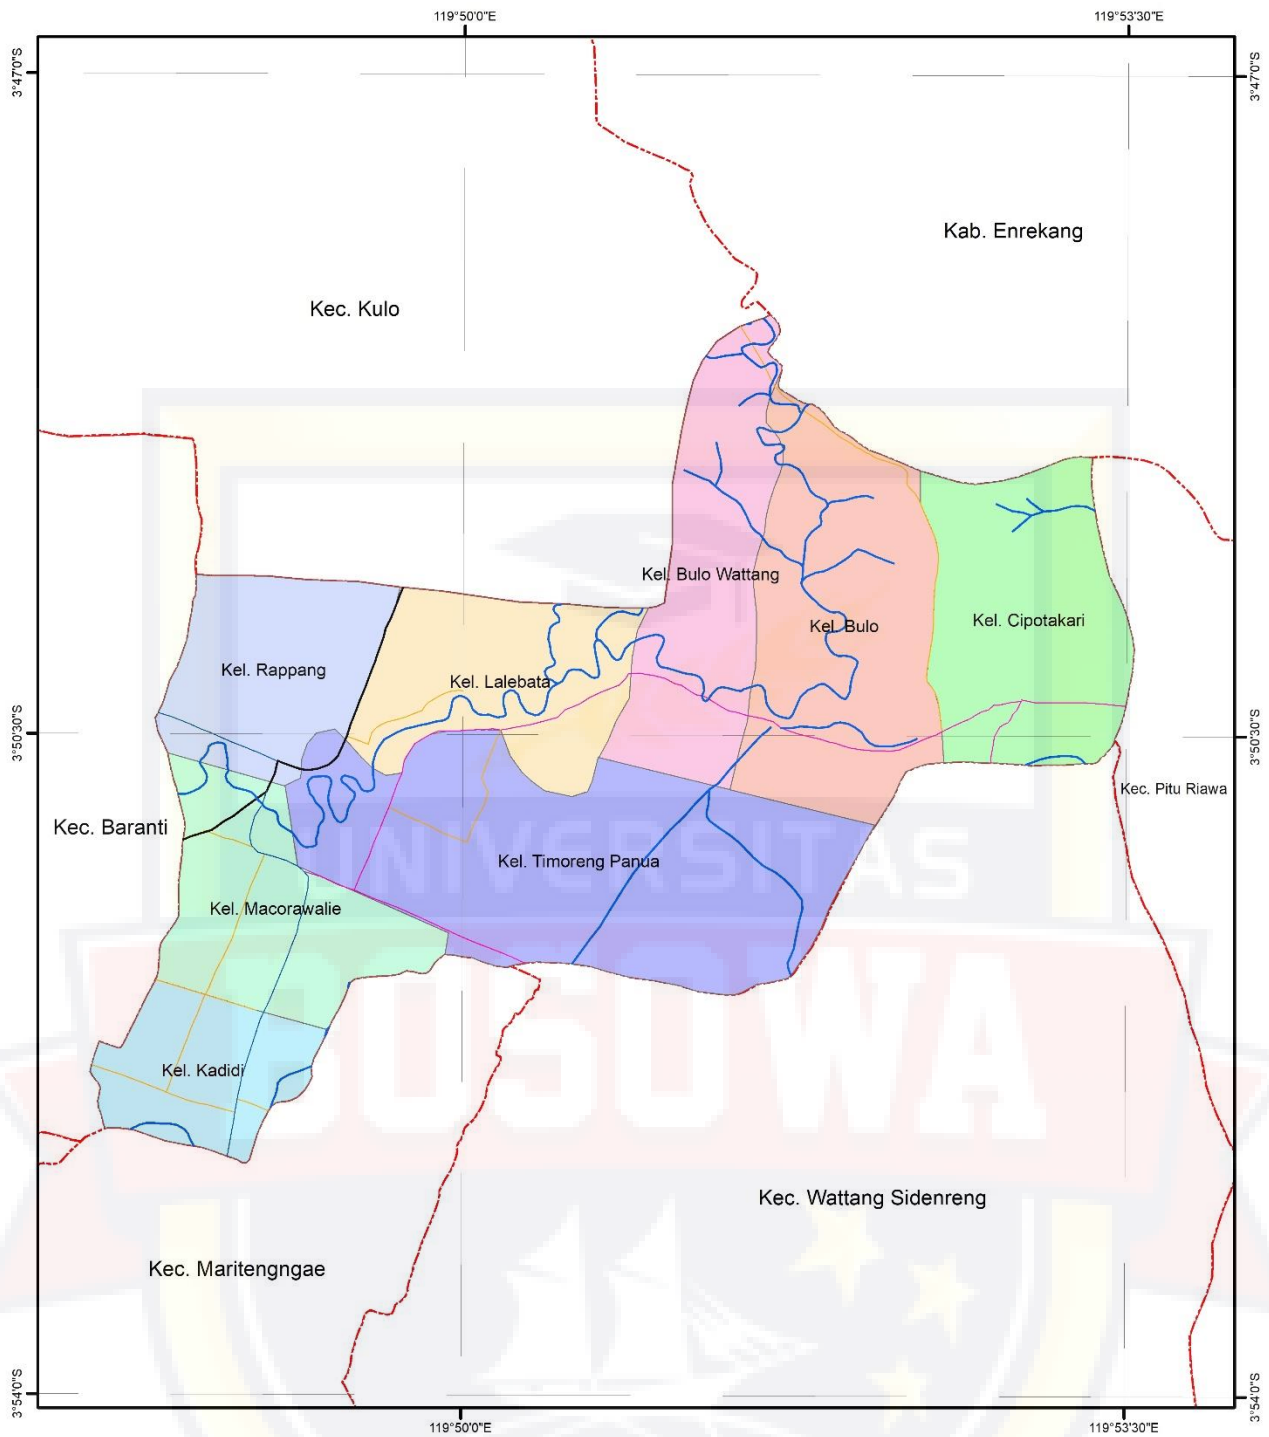 119°50'0"E
119°53'30"E
3°47'0"S
3°47'0"S
Kab. Enrekang
Kec. Kulo
Kel. Bulo Wattang
Kel. Bulo
Kel. Cipotakari
Kel. Rappang
Kel. Lalebata
3°50'30"S
3°50'30"S
Kec. Pitu Riawa
Kec. Baranti
UNIVERSITAS
Kel. Timoreng Panua
Kel. Macorawalie
BOSOWA
Kel. Kadidi
Kec. Wattang Sidenreng
Kec. Maritengngae
3°54'0"S
3°54'0"S
119°50'0"E
119°53'30"E